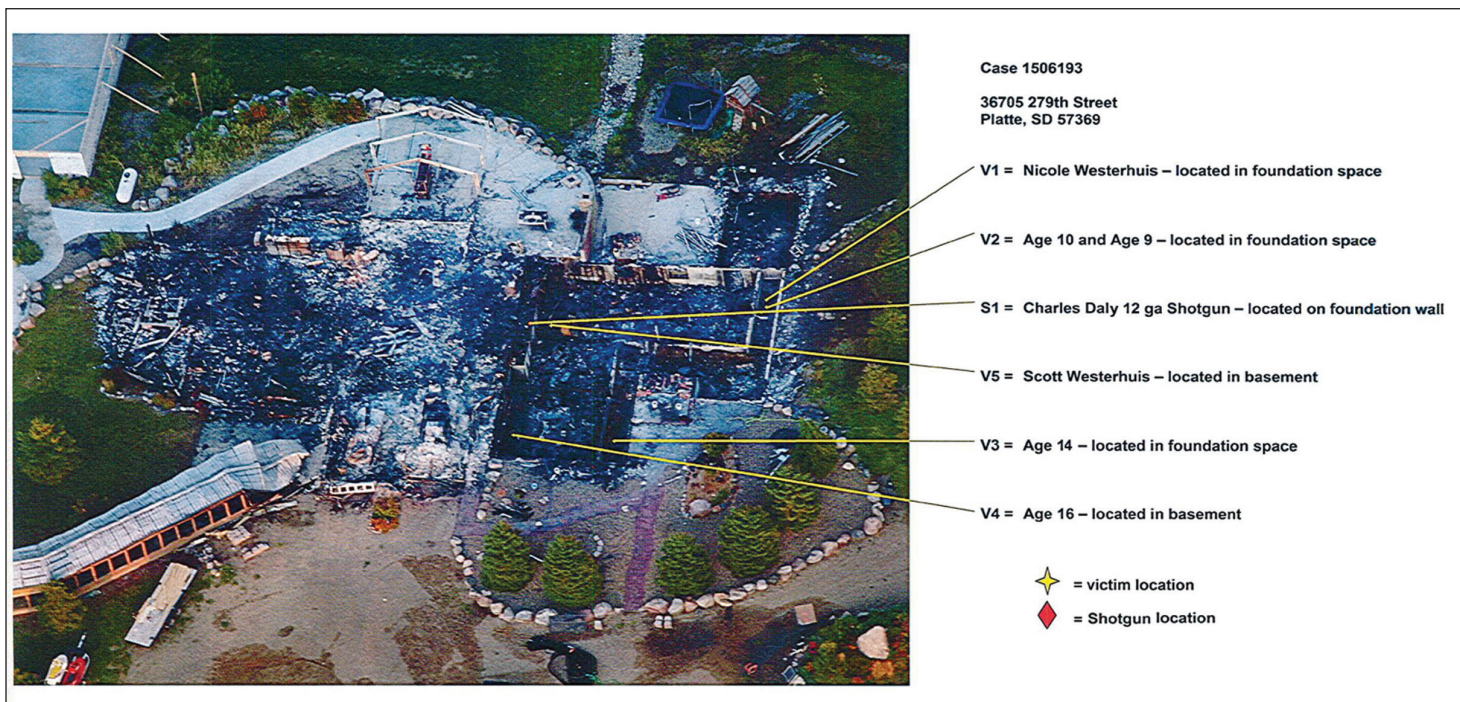 Case 1506193
36705 279th Street
Platte, SD 57369
V1 = Nicole Westerhuis – located in foundation space
V2 = Age 10 and Age 9 – located in foundation space
S1 = Charles Daly 12 ga Shotgun – located on foundation wall
V5 = Scott Westerhuis – located in basement
V3 = Age 14 – located in foundation space
V4 = Age 16 – located in basement
= victim location
= Shotgun location